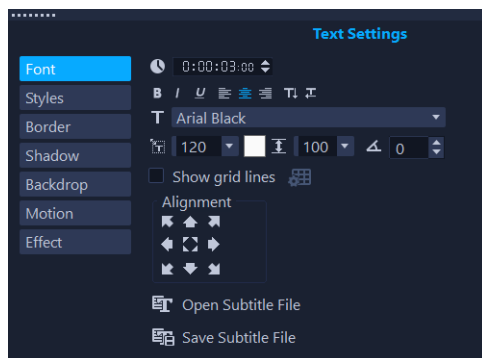 Text Settings
Font
0:00:03:00
Styles
B I U
Border
T Arial Black
Shadow
120 100 0
Backdrop
Show grid lines
Motion
Alignment
Effect
Open Subtitle File
Save Subtitle File